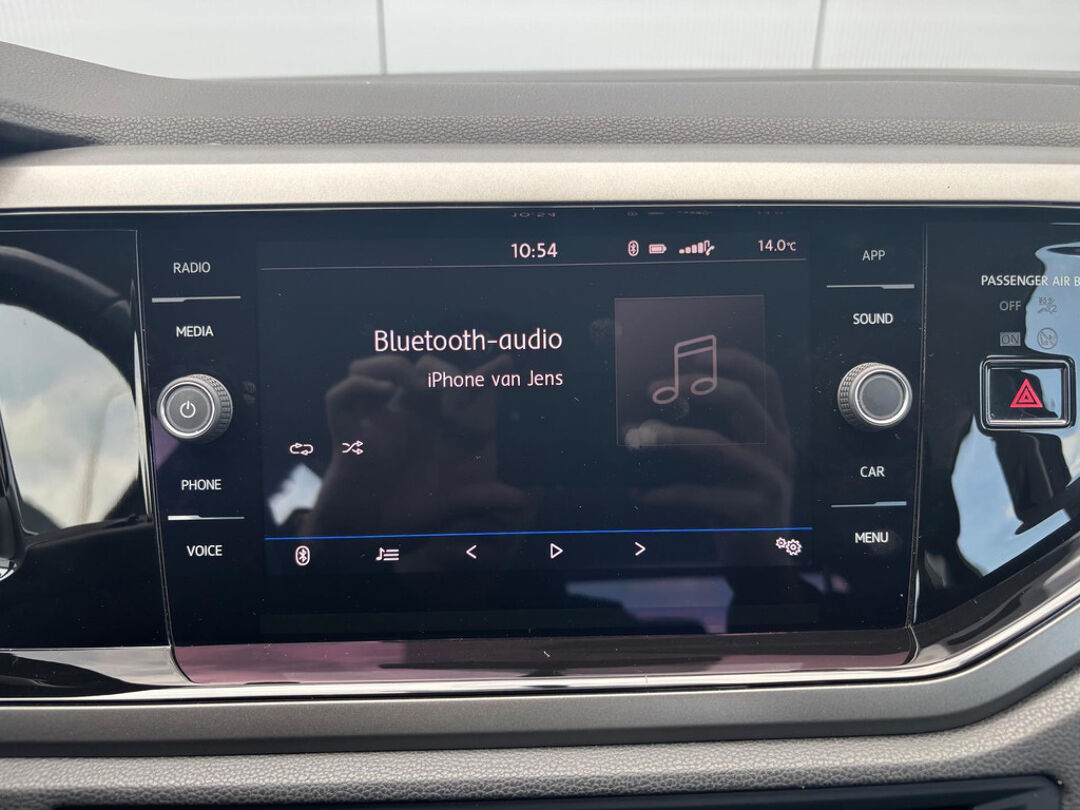 10:54
14.0°C
RADIO
MEDIA
PHONE
VOICE
Bluetooth-audio
iPhone van Jens
APP
SOUND
CAR
MENU
PASSENGER AIR B
OFF
ON